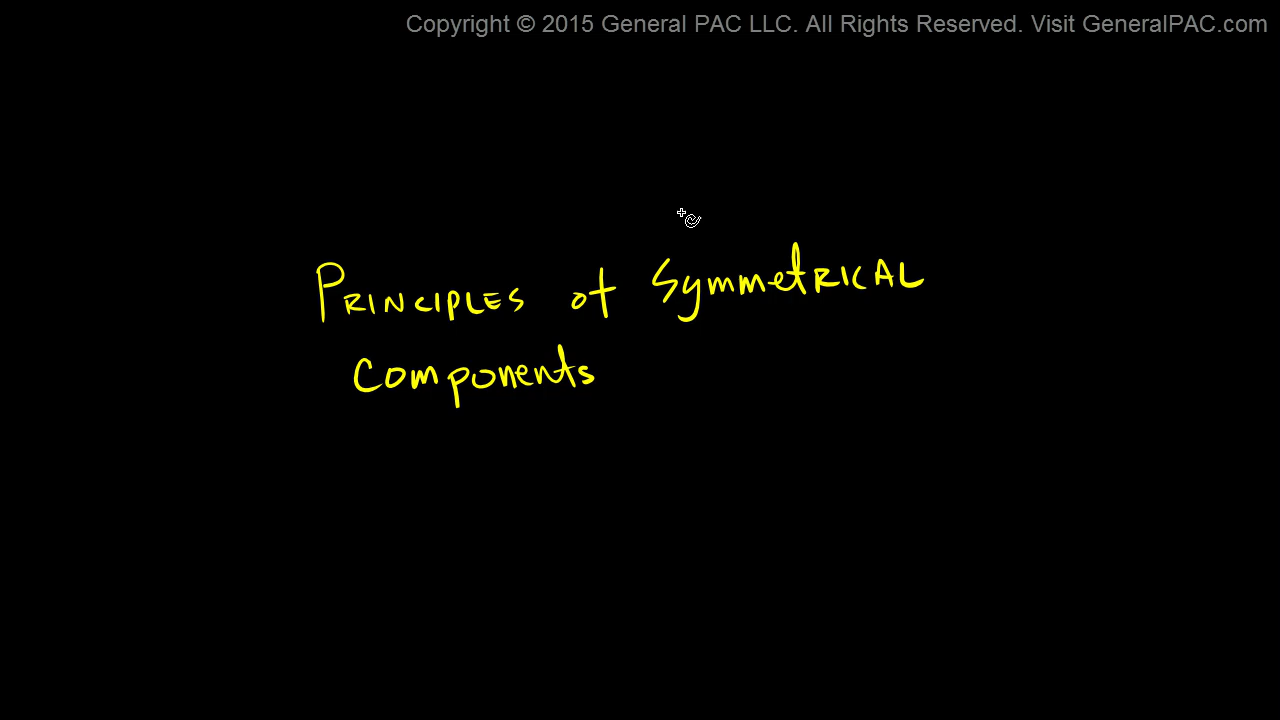 Copyright © 2015 General PAC LLC. All Rights Reserved. Visit GeneralPAC.com
PRINCIPLES of SymmetRICAL
Components